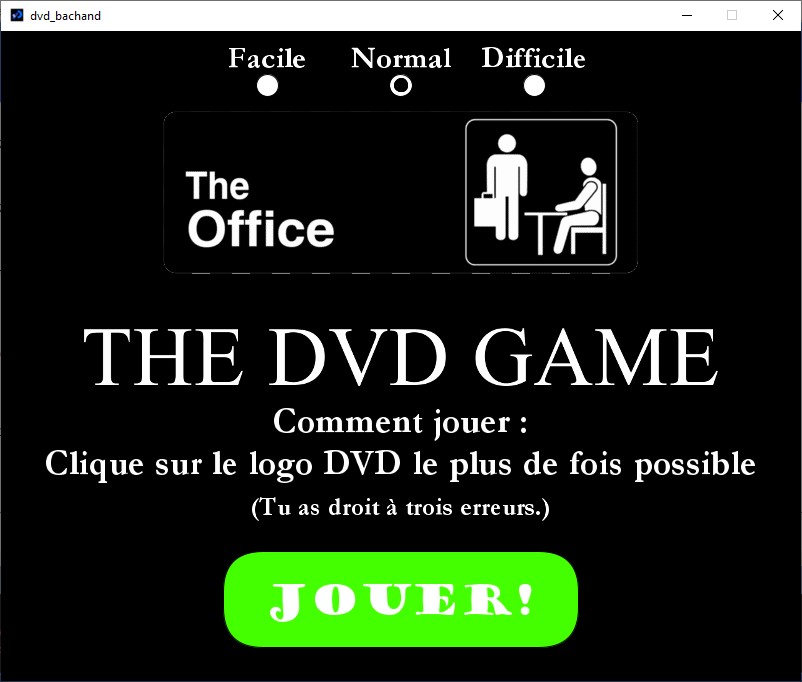 dvd_bachand
Facile Normal Difficile
The
Office
THE DVD GAME
Comment jouer :
Clique sur le logo DVD le plus de fois possible
(Tu as droit à trois erreurs.)
JOUER!